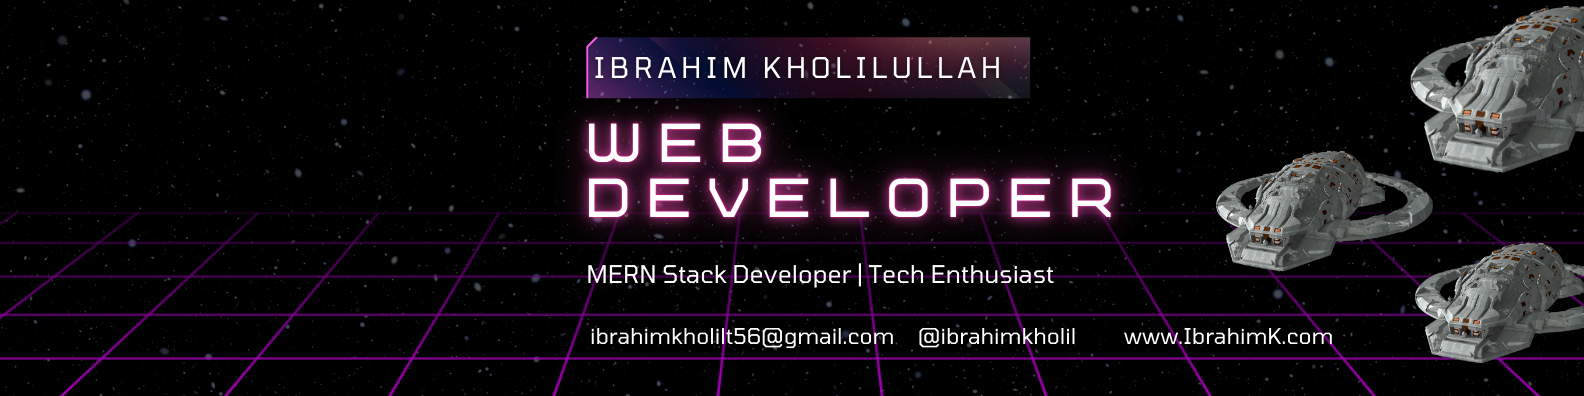 IBRAHIM KHOLILULLAH
WEB
DEVELOPER
MERN Stack Developer | Tech Enthusiast
ibrahimkholilt56@gmail.com @ibrahimkholil www.IbrahimK.com